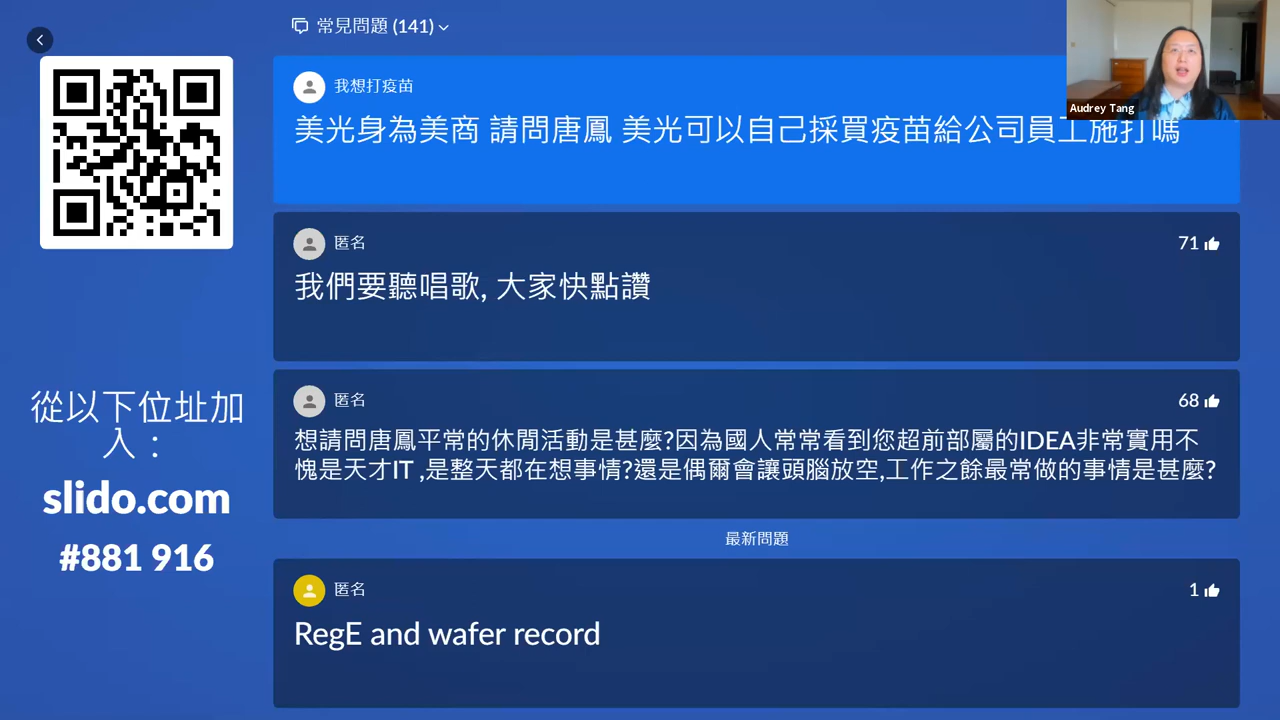 常見問題 (141)
我想打疫苗
美光身為美商 請問唐鳳 美光可以自己採買疫苗給公司員工施打嗎
Audrey Tang
匿名
71
我們要聽唱歌, 大家快點讚
匿名
68
想請問唐鳳平常的休閒活動是甚麼?因為國人常常看到您超前部屬的IDEA非常實用不
愧是天才IT ,是整天都在想事情?還是偶爾會讓頭腦放空,工作之餘最常做的事情是甚麼?
最新問題
匿名
1
RegE and wafer record
從以下位址加
入：
slido.com
#881 916